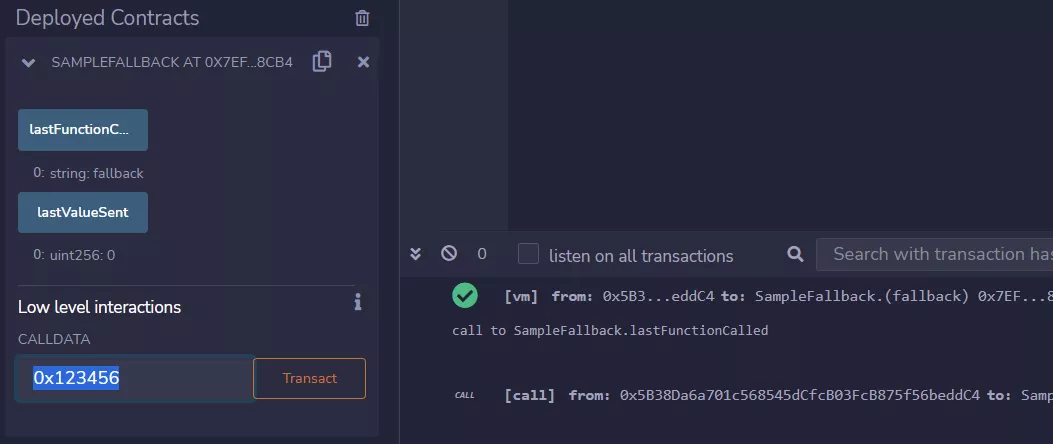 Deployed Contracts
SAMPLEFALLBACK AT 0X7EF...8CB4
lastFunctionC...
0: string: fallback
lastValueSent
0: uint256: 0
Low level interactions
CALLDATA
0x123456
Transact
0
listen on all transactions
Search with transaction has
[vm] from: 0x5B3...eddC4 to: SampleFallback.(fallback) 0x7EF...8
call to SampleFallback.lastFunctionCalled
CALL [call] from: 0x5B38Da6a701c568545dCfcB03FcB875f56beddC4 to: Samp